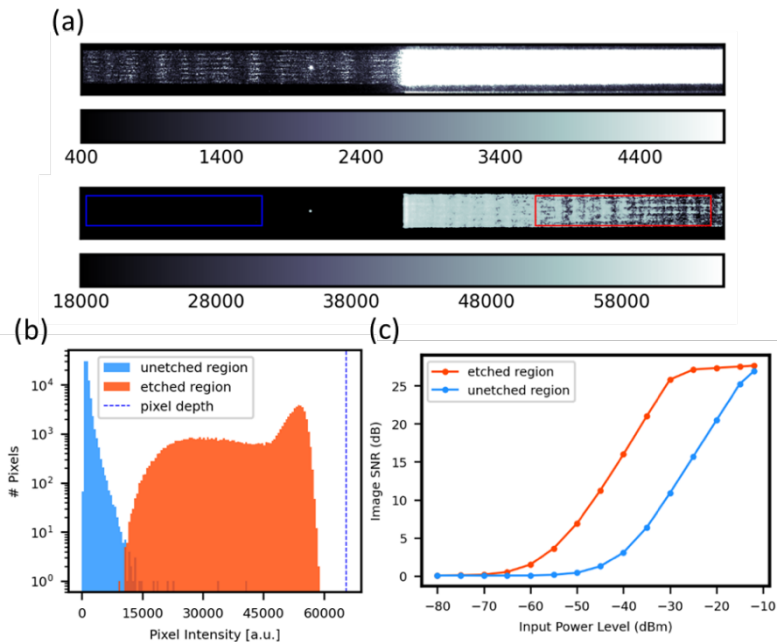 (a)
400 1400 2400 3400 4400
18000 28000 38000 48000 58000
(b)
(c)
unetched region
etched region
pixel depth
10⁴
10³
10²
10¹
10⁰
# Pixels
0 15000 30000 45000 60000
Pixel Intensity [a.u.]
etched region
unetched region
25
20
15
10
5
0
Image SNR (dB)
−80 −70 −60 −50 −40 −30 −20 −10
Input Power Level (dBm)